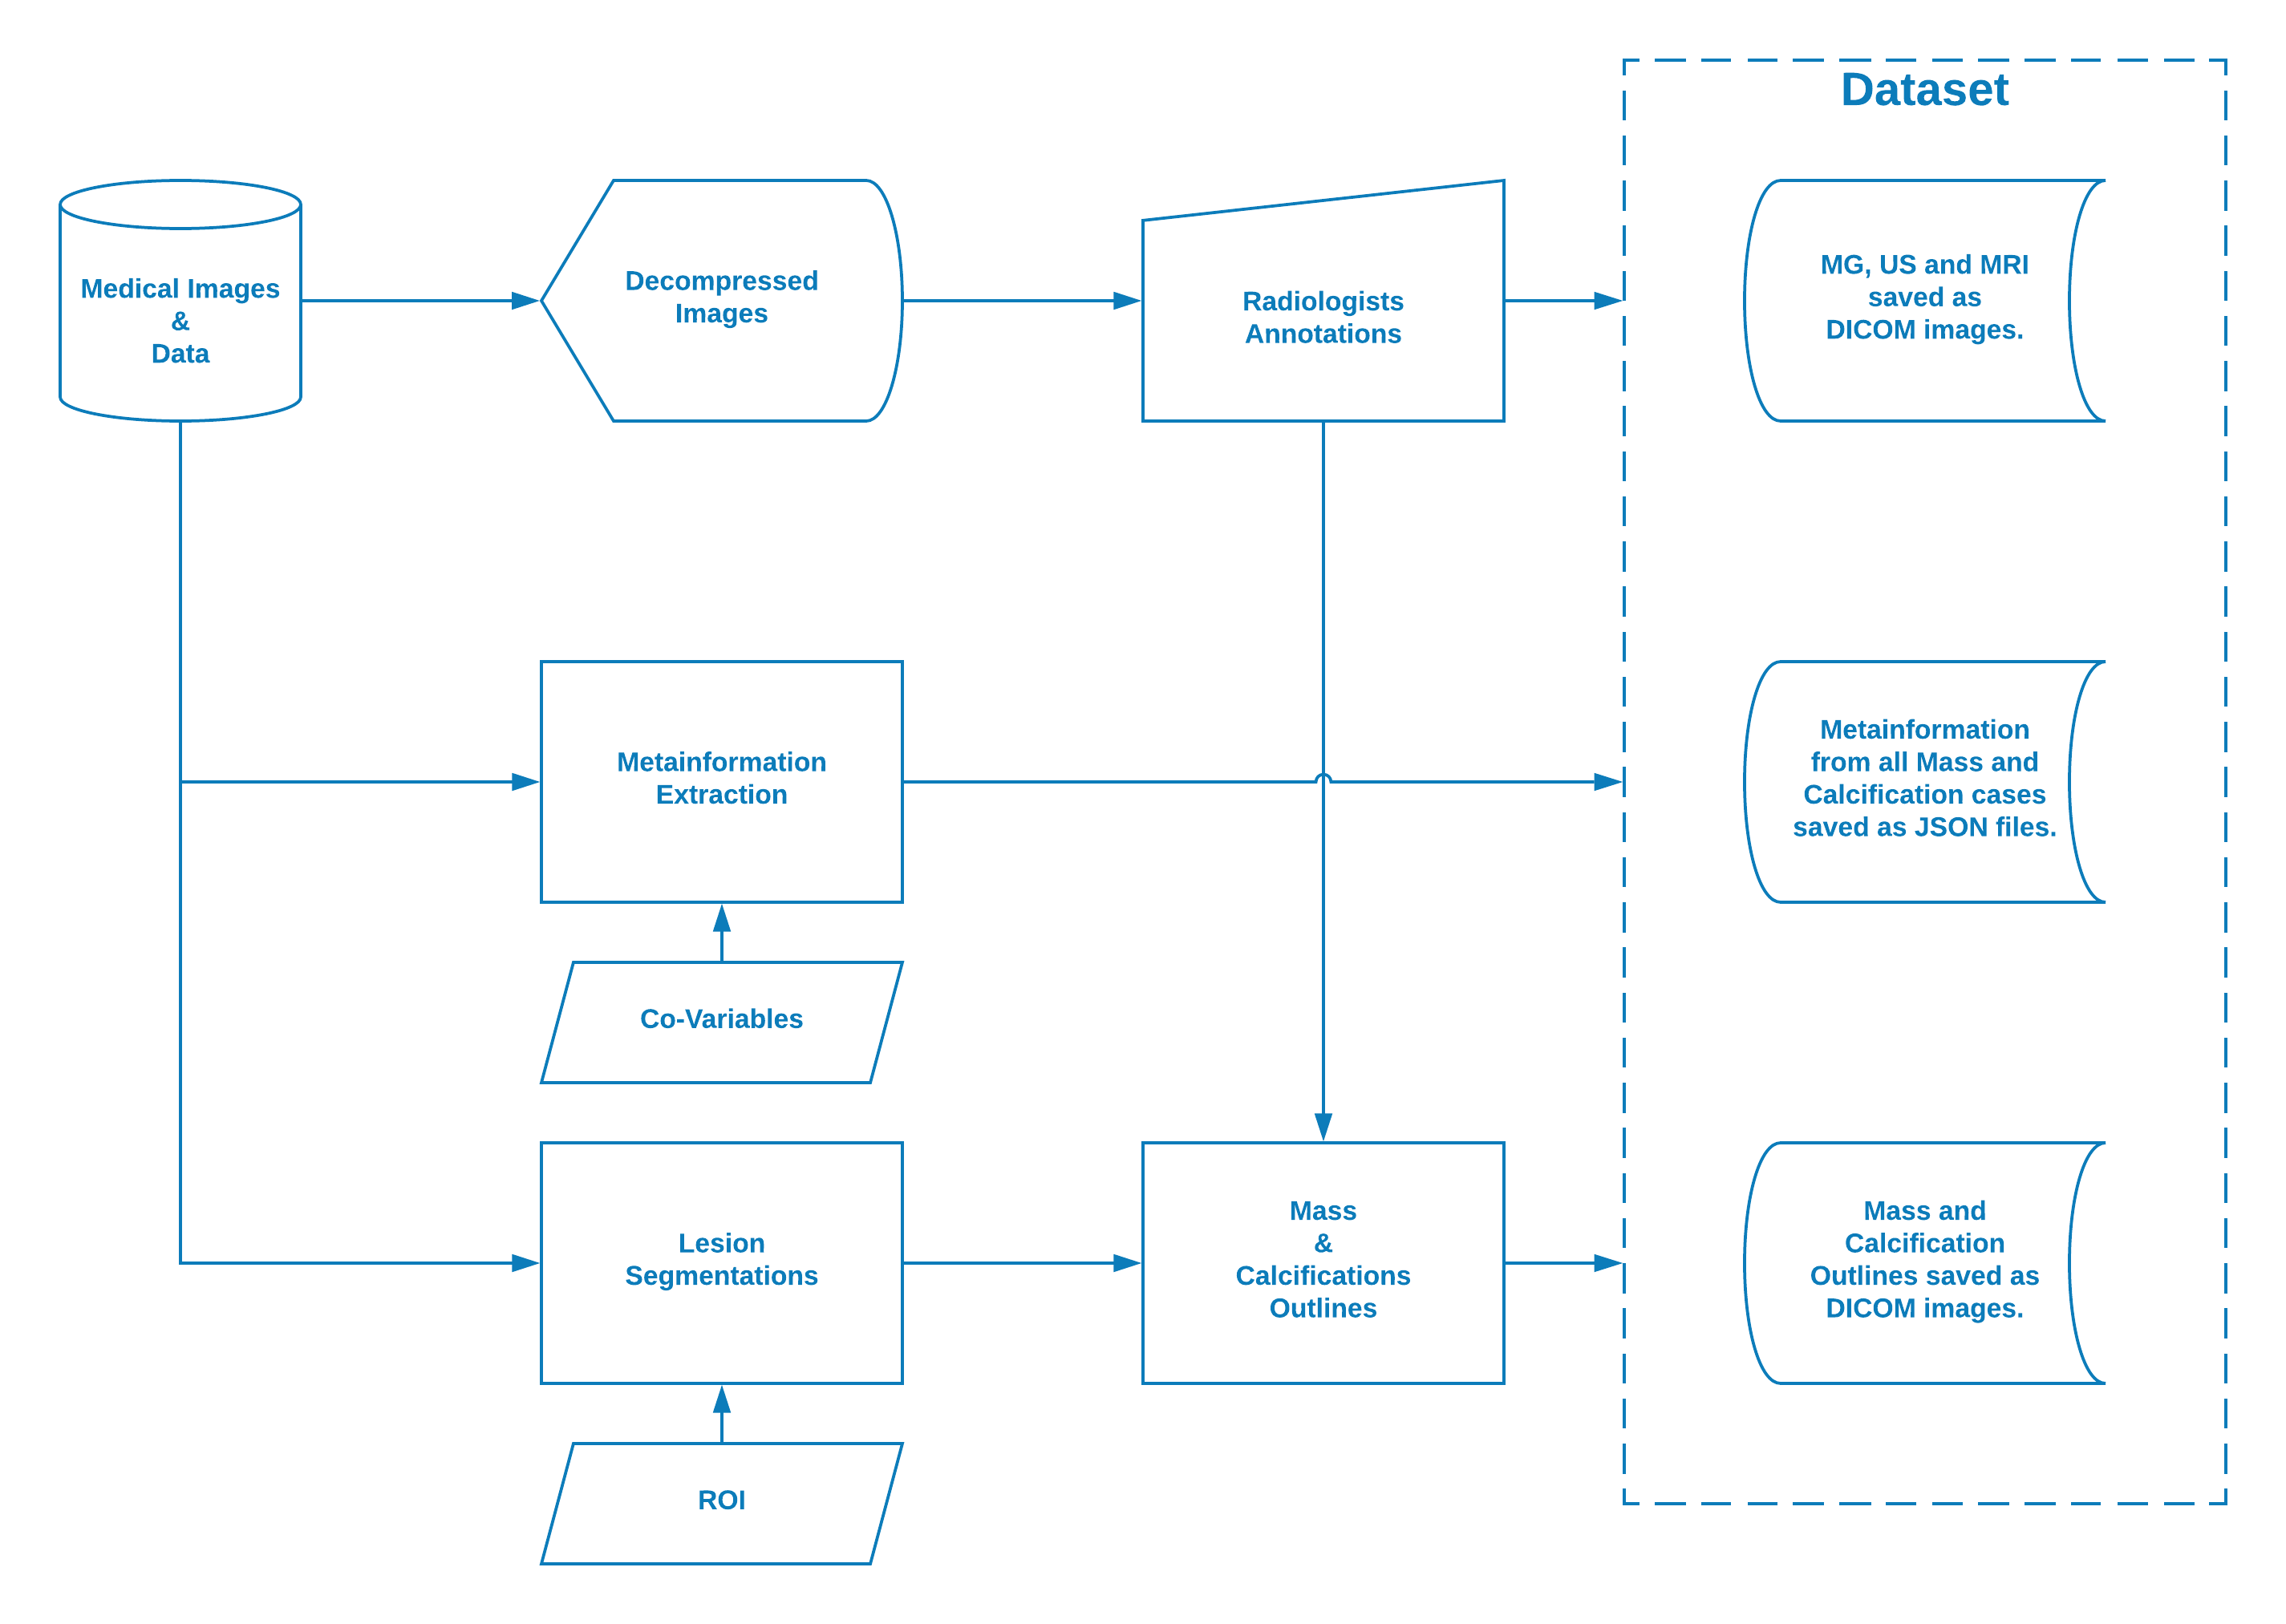 Dataset
Medical Images
&
Data
Decompressed
Images
Radiologists
Annotations
MG, US and MRI
saved as
DICOM images.
Metainformation
Extraction
Metainformation
from all Mass and
Calcification cases
saved as JSON files.
Co-Variables
Lesion
Segmentations
Mass
&
Calcifications
Outlines
Mass and
Calcification
Outlines saved as
DICOM images.
ROI